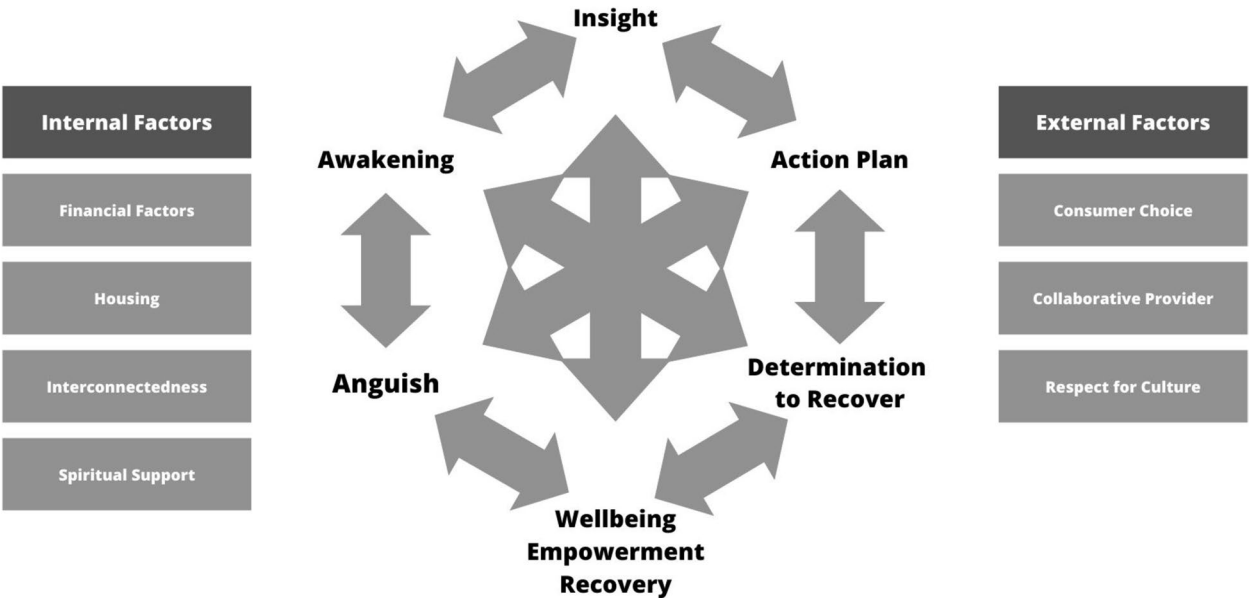 Insight
Internal Factors
Financial Factors
Housing
Interconnectedness
Spiritual Support
Awakening
Anguish
Action Plan
Determination
to Recover
Wellbeing
Empowerment
Recovery
External Factors
Consumer Choice
Collaborative Provider
Respect for Culture